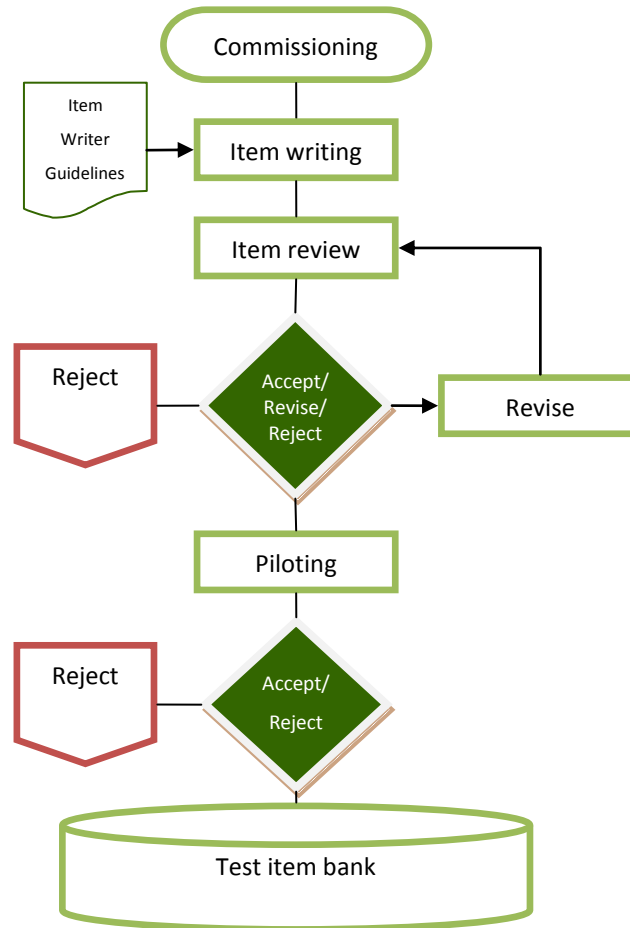 Commissioning
Item
Writer
Guidelines
Item writing
Item review
Reject
Accept/
Revise/
Reject
Revise
Piloting
Reject
Accept/
Reject
Test item bank